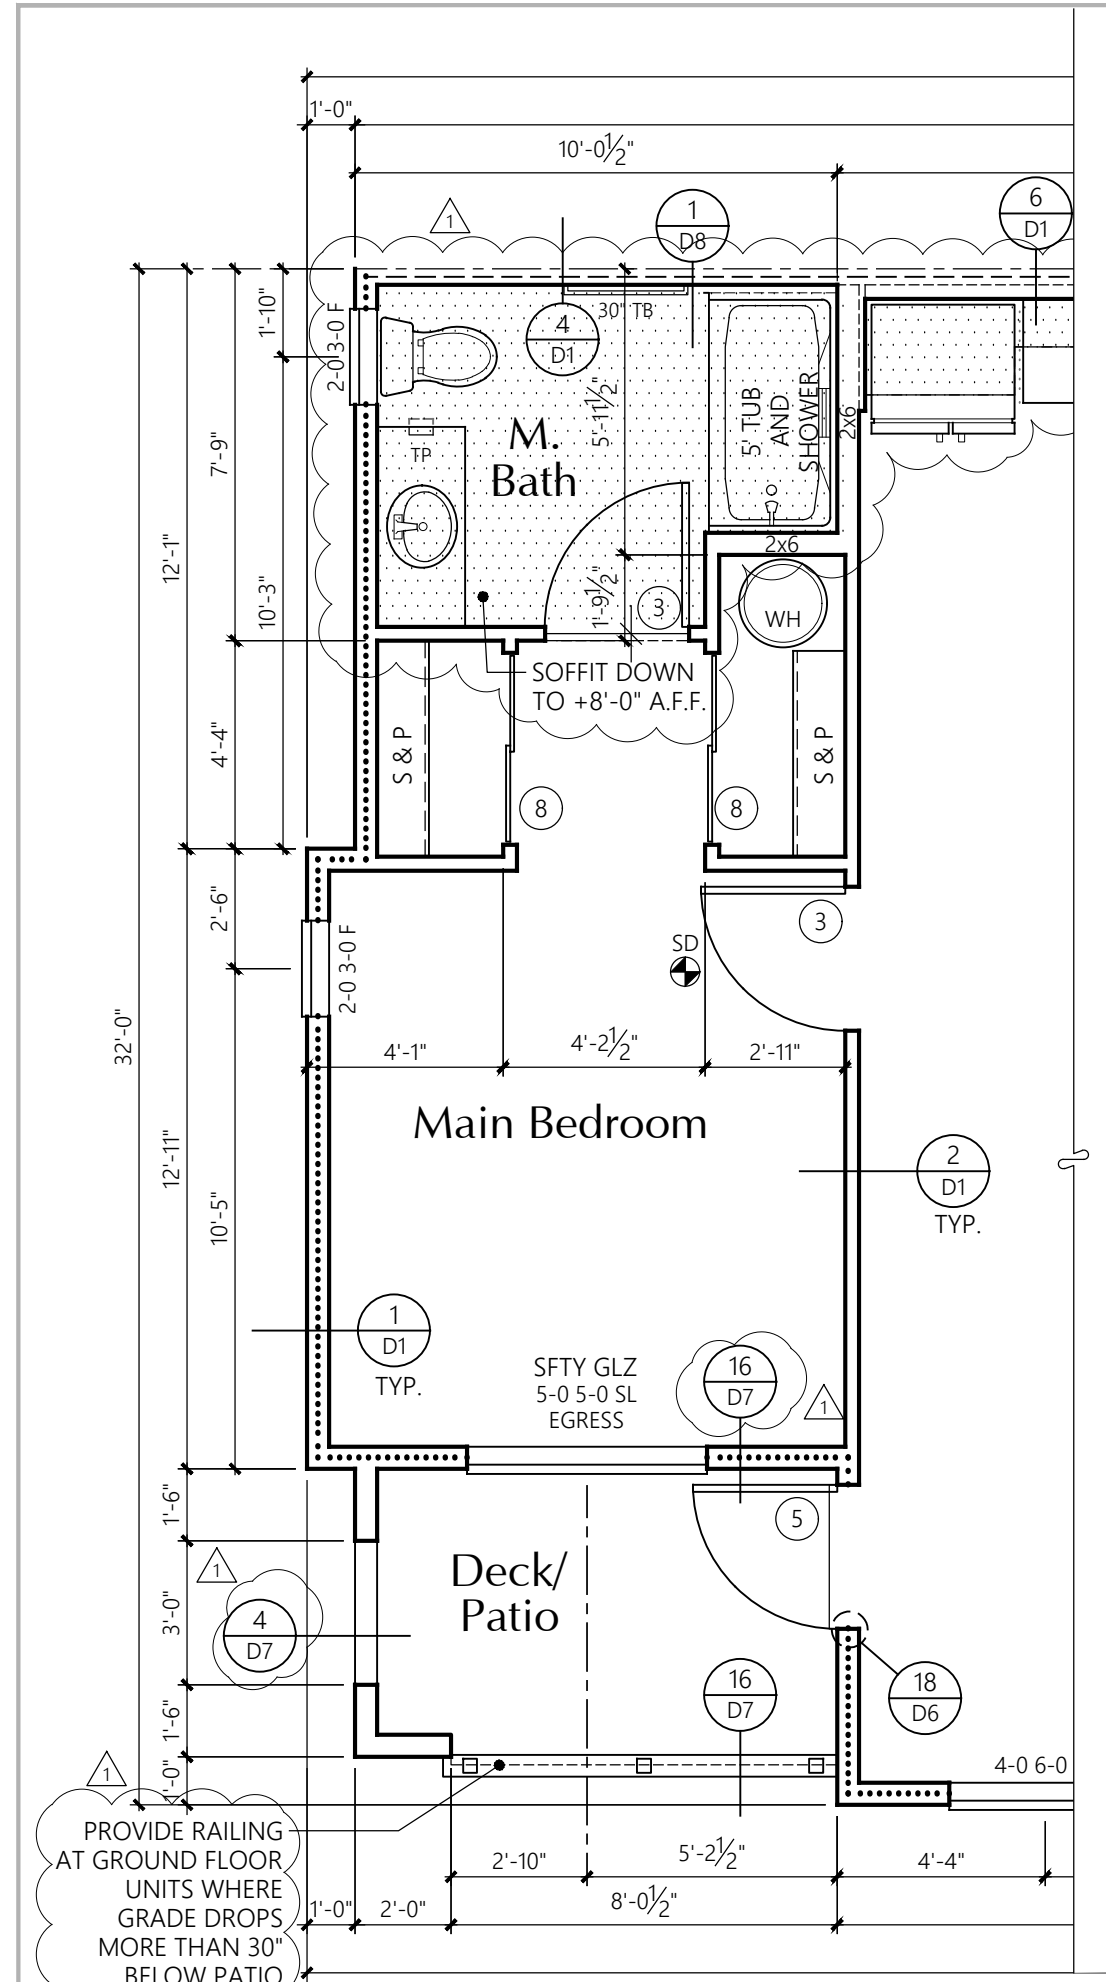 1'-0"
10'-0½"
1
1
D8
6
D1
1'-10"
2-0 3-0 F
30" TB
4
D1
5'-11½"
5' TUB
AND
SHOWER
2x6
M.
Bath
TP
7'-9"
12'-1"
10'-3"
2x6
1'-9½"
3
WH
SOFFIT DOWN
TO +8'-0" A.F.F.
4'-4"
S & P
S & P
8
8
2'-6"
3
SD
2-0 3-0 F
32'-0"
4'-1"
4'-2½"
2'-11"
Main Bedroom
12'-11"
10'-5"
2
D1
TYP.
1
D1
TYP.
SFTY GLZ
5-0 5-0 SL
EGRESS
16
D7
1
1'-6"
5
1
Deck/
Patio
3'-0"
4
D7
16
D7
18
D6
1'-6"
4-0 6-0
1
'-0"
PROVIDE RAILING
AT GROUND FLOOR
UNITS WHERE
GRADE DROPS
MORE THAN 30"
BELOW PATIO
2'-10"
5'-2½"
4'-4"
1'-0"
2'-0"
8'-0½"